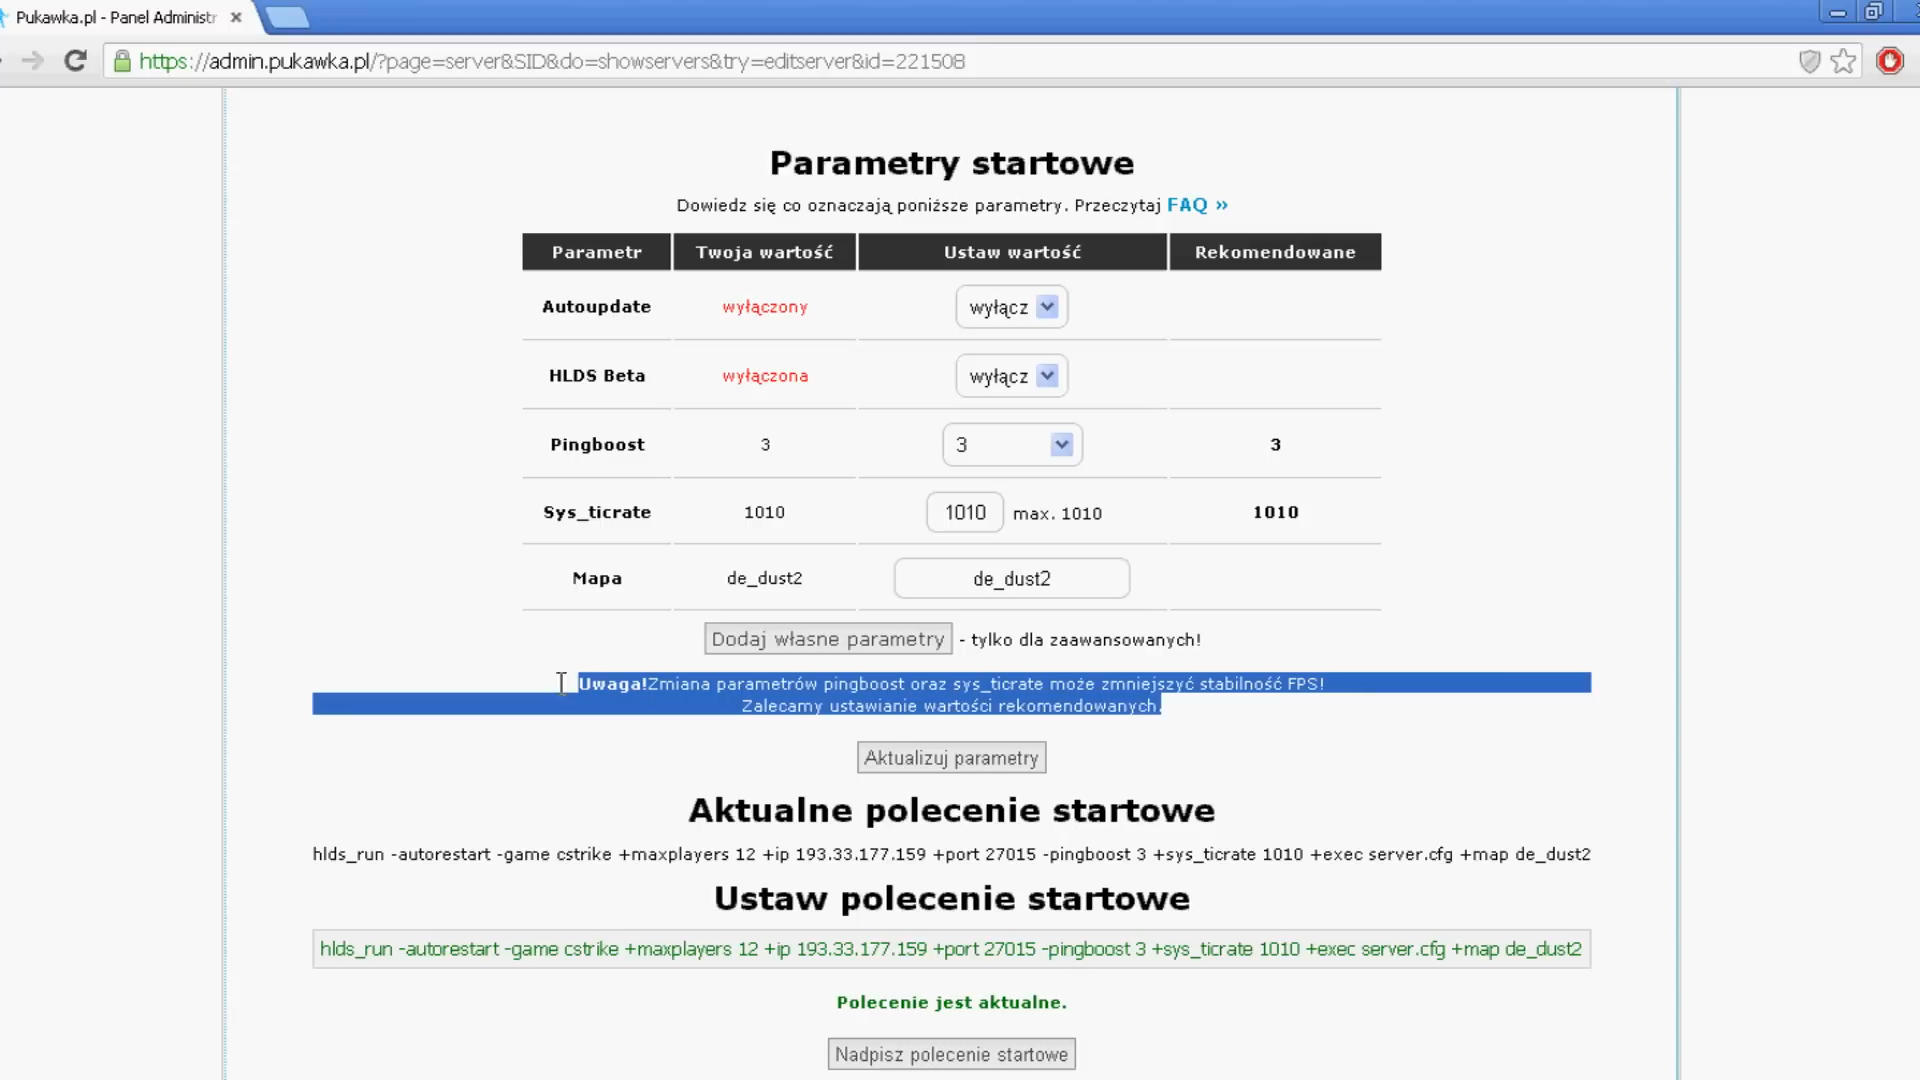 Pukawka.pl - Panel Administr
https://admin.pukawka.pl/?page=server&SID&do=showservers&try=editserver&id=221508
Parametry startowe
Dowiedz się co oznaczają poniższe parametry. Przeczytaj FAQ »
Parametr Twoja wartość Ustaw wartość Rekomendowane
Autoupdate wyłączony wyłącz
HLDS Beta wyłączona wyłącz
Pingboost 3 3 3
Sys_ticrate 1010 1010 max. 1010 1010
Mapa de_dust2 de_dust2
Dodaj własne parametry - tylko dla zaawansowanych!
Uwaga!Zmiana parametrów pingboost oraz sys_ticrate może zmniejszyć stabilność FPS!
Zalecamy ustawianie wartości rekomendowanych.
Aktualizuj parametry
Aktualne polecenie startowe
hlds_run -autorestart -game cstrike +maxplayers 12 +ip 193.33.177.159 +port 27015 -pingboost 3 +sys_ticrate 1010 +exec server.cfg +map de_dust2
Ustaw polecenie startowe
hlds_run -autorestart -game cstrike +maxplayers 12 +ip 193.33.177.159 +port 27015 -pingboost 3 +sys_ticrate 1010 +exec server.cfg +map de_dust2
Polecenie jest aktualne.
Nadpisz polecenie startowe